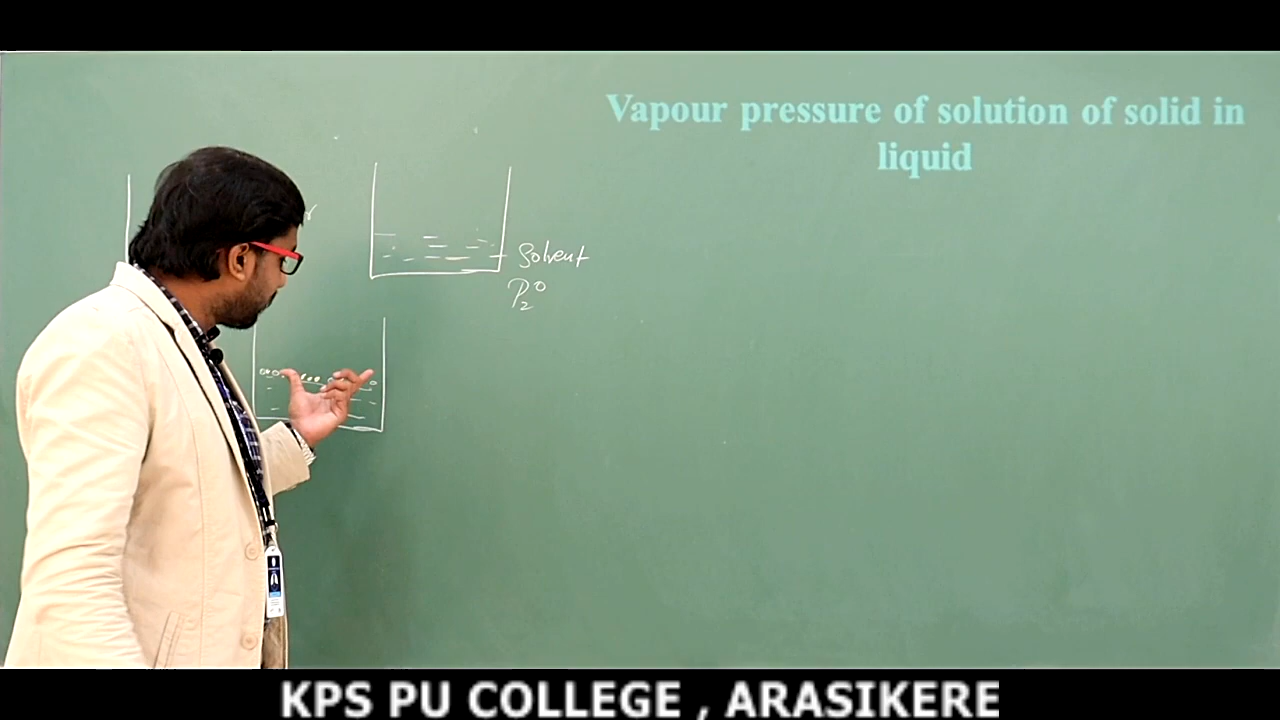 Vapour pressure of solution of solid in
liquid
Solvent
P₂⁰
KPS PU COLLEGE , ARASIKERE